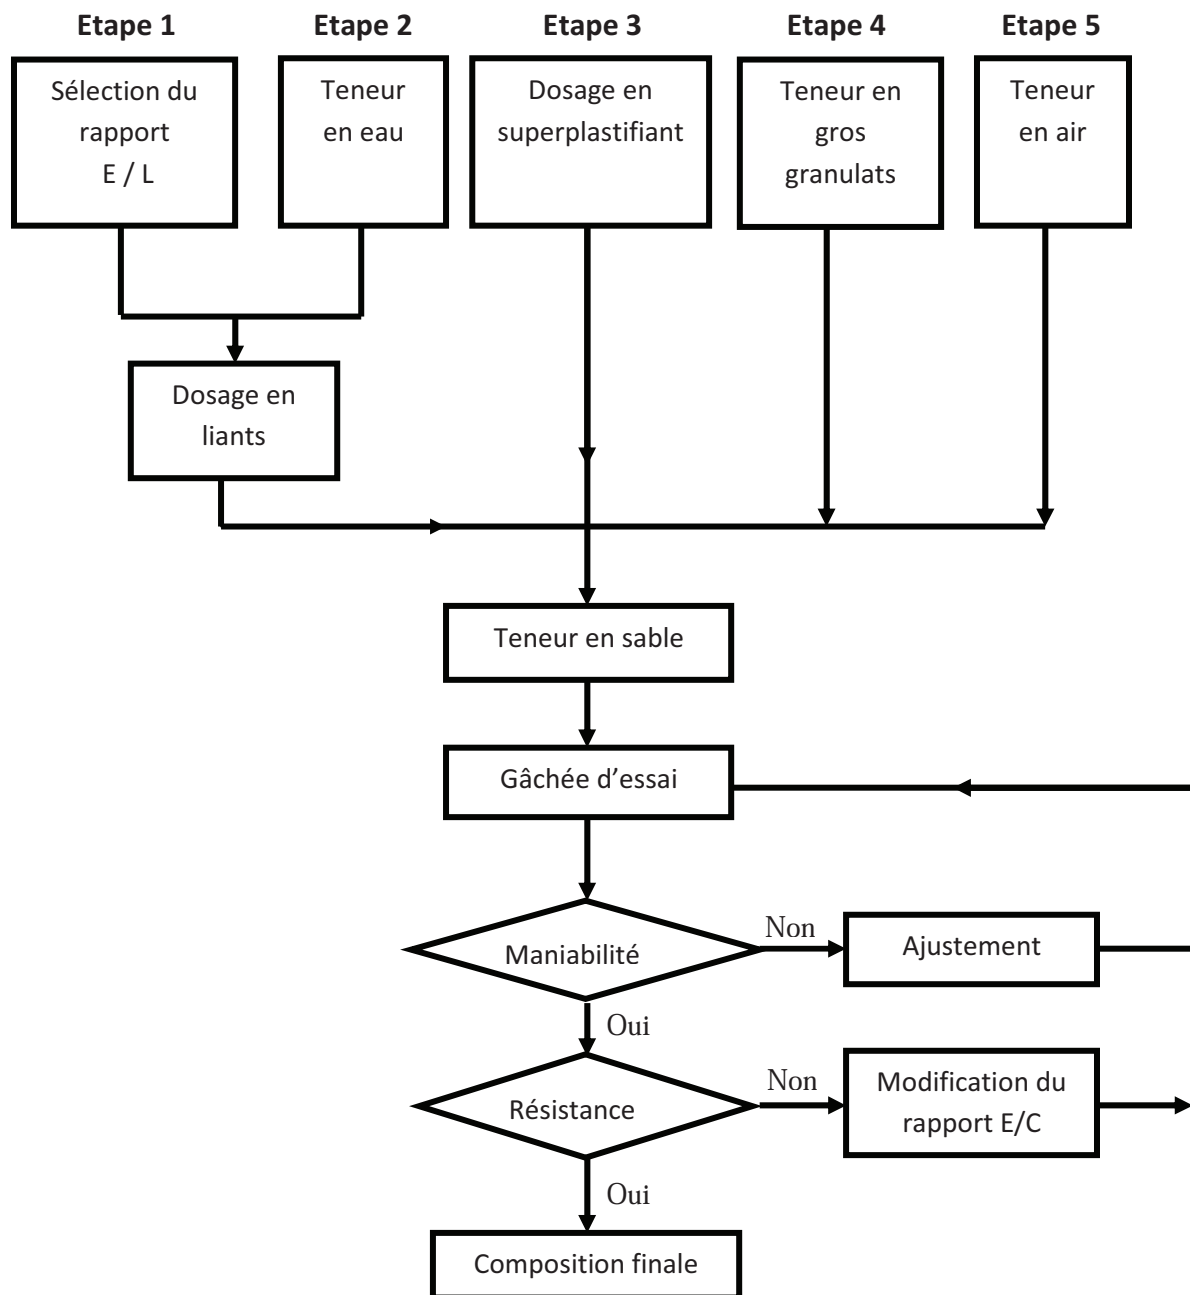 Etape 1
Etape 2
Etape 3
Etape 4
Etape 5
Sélection du
rapport
E / L
Teneur
en eau
Dosage en
superplastifiant
Teneur en
gros
granulats
Teneur
en air
Dosage en
liants
Teneur en sable
Gâchée d’essai
Maniabilité
Non
Ajustement
Oui
Résistance
Non
Modification du
rapport E/C
Oui
Composition finale